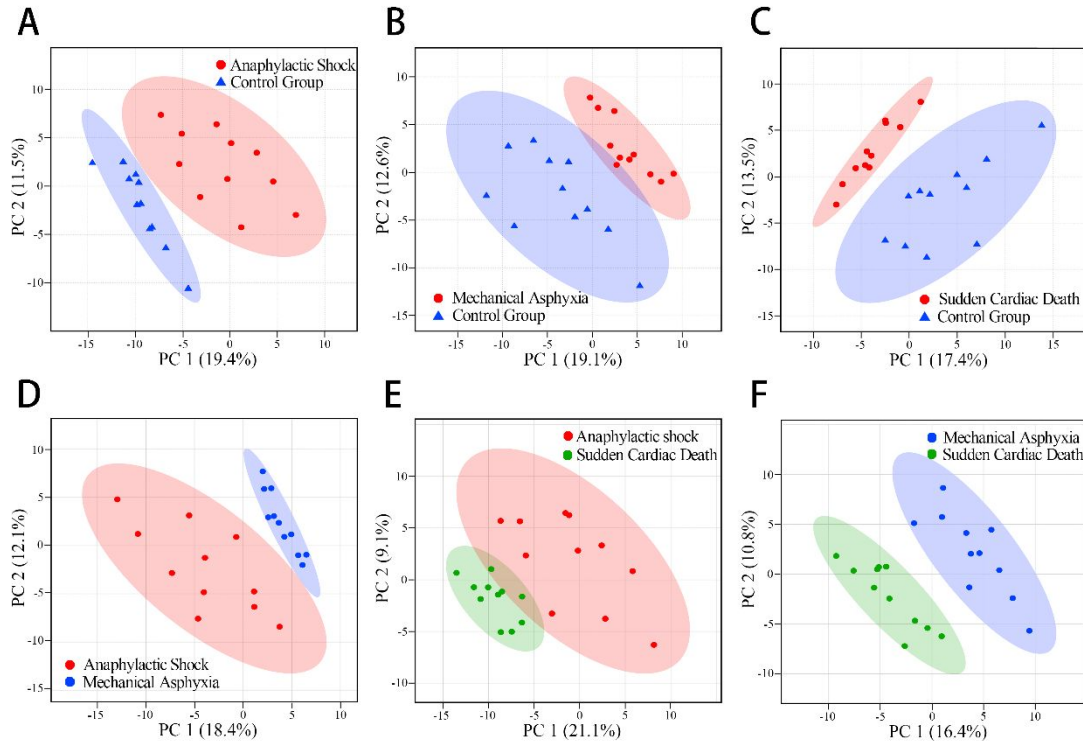 A
Anaphylactic Shock
Control Group
10
5
0
-5
-10
PC 2 (11.5%)
-15 -10 -5 0 5 10
PC 1 (19.4%)
B
10
5
0
-5
-10
-15
PC 2 (12.6%)
Mechanical Asphyxia
Control Group
-15 -10 -5 0 5 10
PC 1 (19.1%)
C
10
5
0
-5
-10
-15
PC 2 (13.5%)
Sudden Cardiac Death
Control Group
-10 -5 0 5 10 15
PC 1 (17.4%)
D
10
5
0
-5
-10
-15
PC 2 (12.1%)
Anaphylactic Shock
Mechanical Asphyxia
-15 -10 -5 0 5 10
PC 1 (18.4%)
E
Anaphylactic shock
Sudden Cardiac Death
10
5
0
-5
-10
PC 2 (9.1%)
-15 -10 -5 0 5 10
PC 1 (21.1%)
F
Mechanical Asphyxia
Sudden Cardiac Death
10
5
0
-5
-10
PC 2 (10.8%)
-10 -5 0 5 10
PC 1 (16.4%)